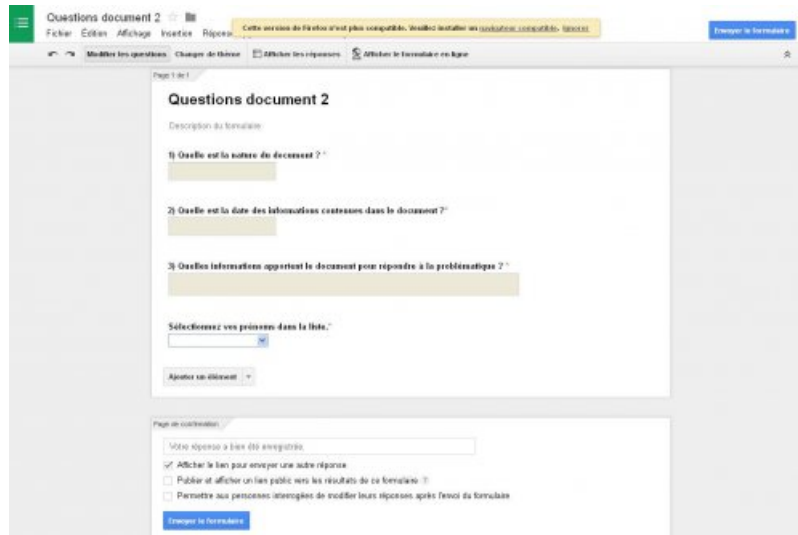 Questions document 2
Fichier Édition Affichage Insertion Réponses
Cette version de Firefox n'est plus compatible. Veuillez installer un navigateur compatible. Ignorer
Envoyer le formulaire
Modifier les questions Changer de thème Afficher les réponses Afficher le formulaire en ligne
Page 1 de 1
Questions document 2
Description du formulaire
1) Quelle est la nature du document ? *
2) Quelle est la date des informations contenues dans le document ?*
3) Quelles informations apportent le document pour répondre à la problématique ? *
Sélectionnez vos prénoms dans la liste.*
Ajouter un élément
Page de confirmation
Votre réponse a bien été enregistrée.
Afficher le lien pour envoyer une autre réponse
Publier et afficher un lien public vers les résultats de ce formulaire ?
Permettre aux personnes interrogées de modifier leurs réponses après l'envoi du formulaire
Envoyer le formulaire